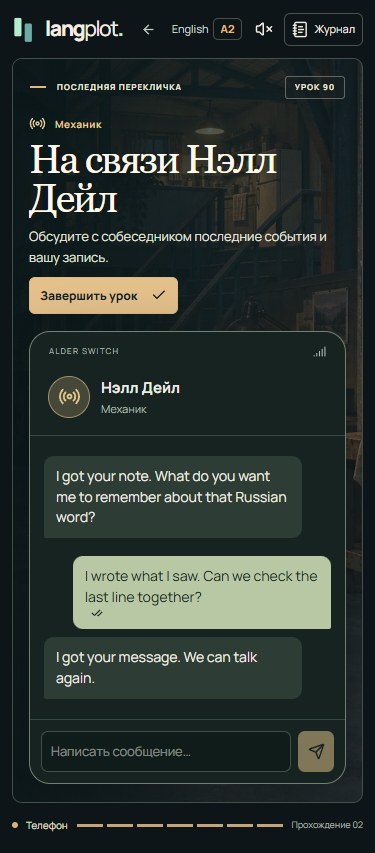 langplot.
English A2
Журнал
ПОСЛЕДНЯЯ ПЕРЕКЛИЧКА
УРОК 90
Механик
На связи Нэлл
Дейл
Обсудите с собеседником последние события и
вашу запись.
Завершить урок
ALDER SWITCH
Нэлл Дейл
Механик
I got your note. What do you want
me to remember about that Russian
word?
I wrote what I saw. Can we check the
last line together?
I got your message. We can talk
again.
Написать сообщение...
Телефон
Прохождение 02